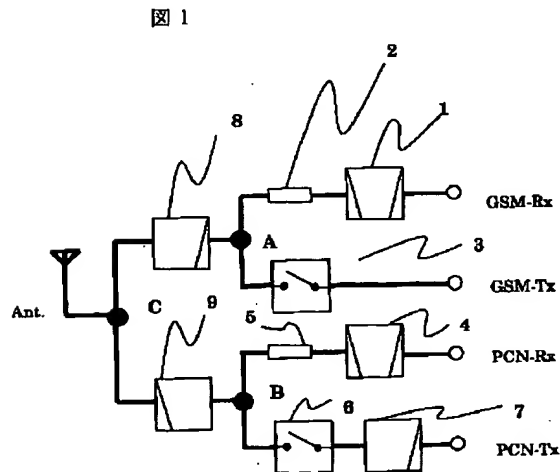 図 1
2
1
8
GSM-Rx
A
3
GSM-Tx
Ant.
C
9
5
4
PCN-Rx
B
6
7
PCN-Tx